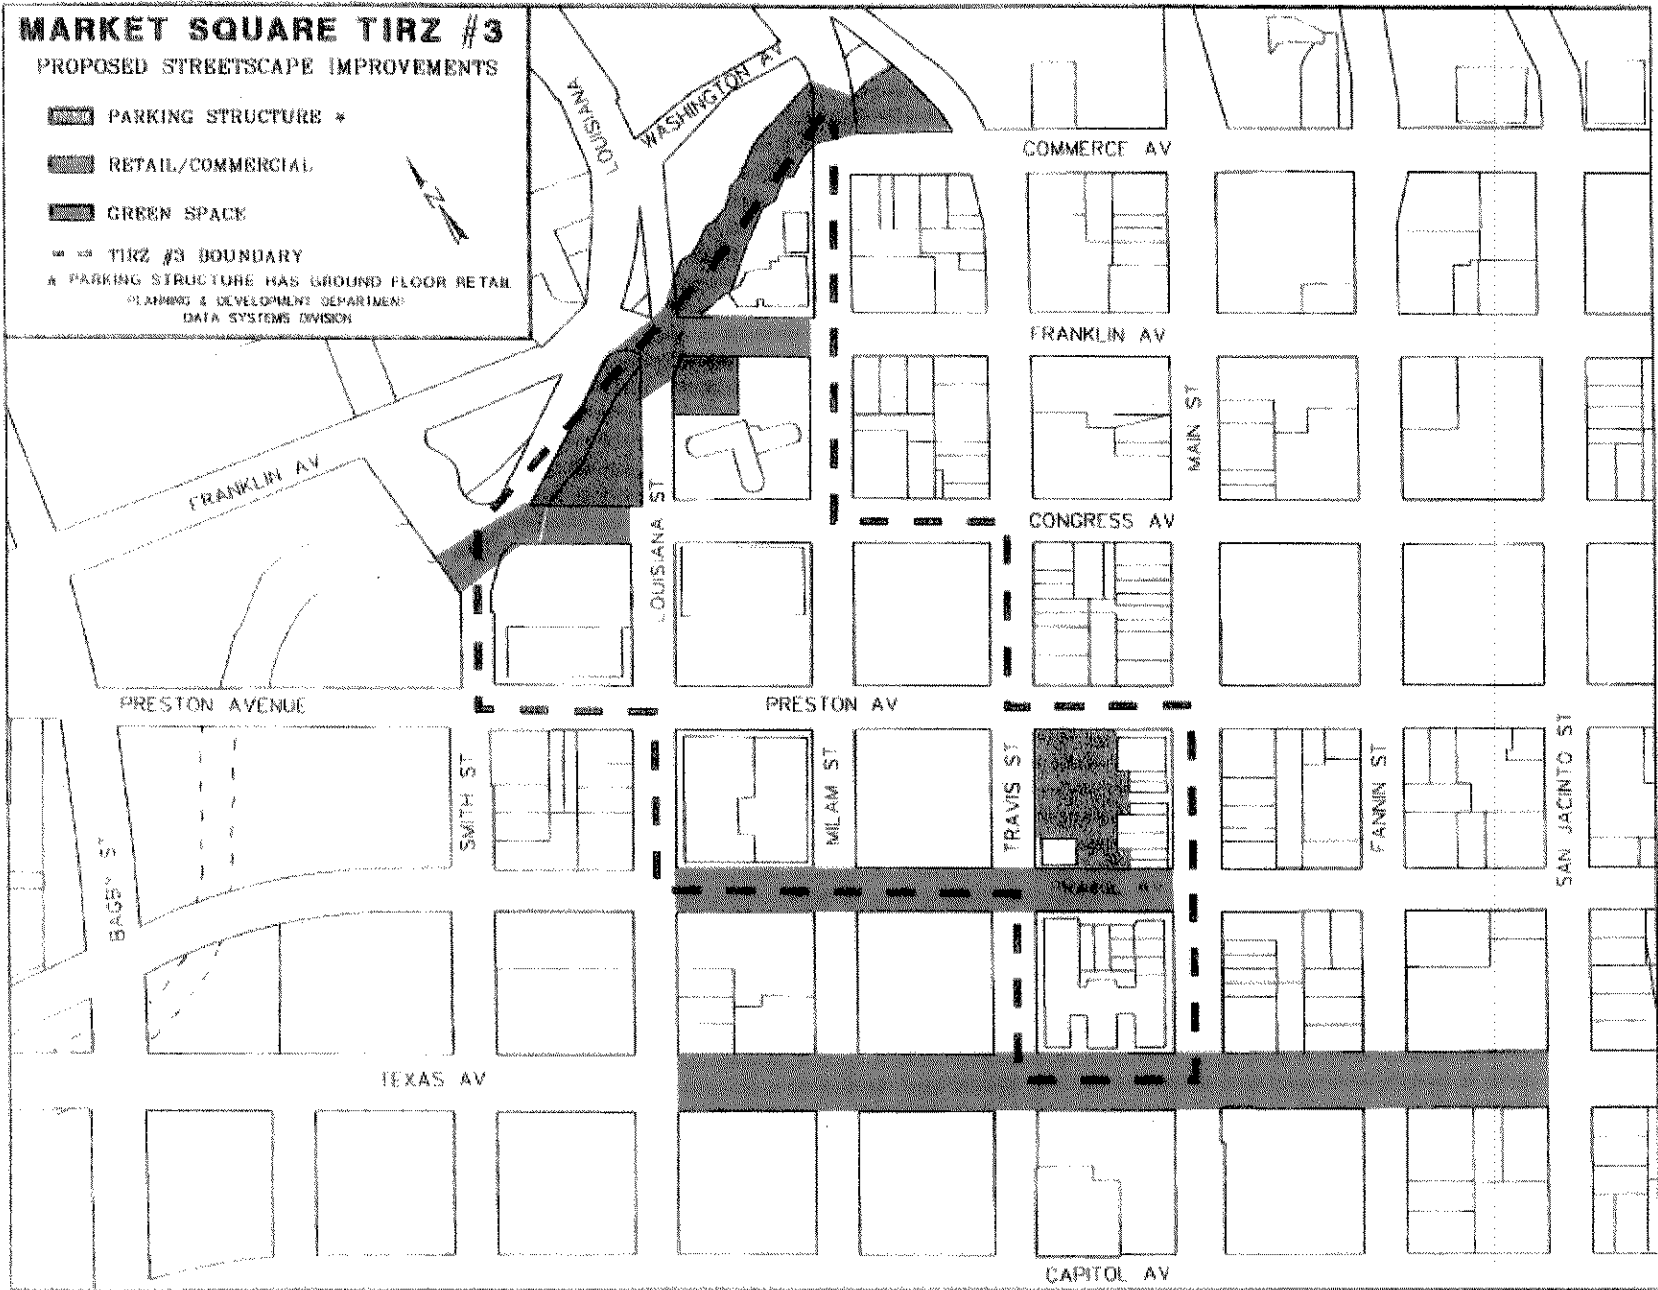 MARKET SQUARE TIRZ #3
PROPOSED STREETSCAPE IMPROVEMENTS
PARKING STRUCTURE *
RETAIL/COMMERCIAL
GREEN SPACE
TIRZ #3 BOUNDARY
* PARKING STRUCTURE HAS GROUND FLOOR RETAIL
PLANNING & DEVELOPMENT DEPARTMENT
DATA SYSTEMS DIVISION
N
LOUISIANA
WASHINGTON AV
COMMERCE AV
FRANKLIN AV
MAIN ST
FRANKLIN AV
LOUISIANA ST
CONGRESS AV
PRESTON AVENUE
PRESTON AV
SMITH ST
MILAM ST
TRAVIS ST
FANNIN ST
SAN JACINTO ST
BAGBY ST
TEXAS AV
CAPITOL AV